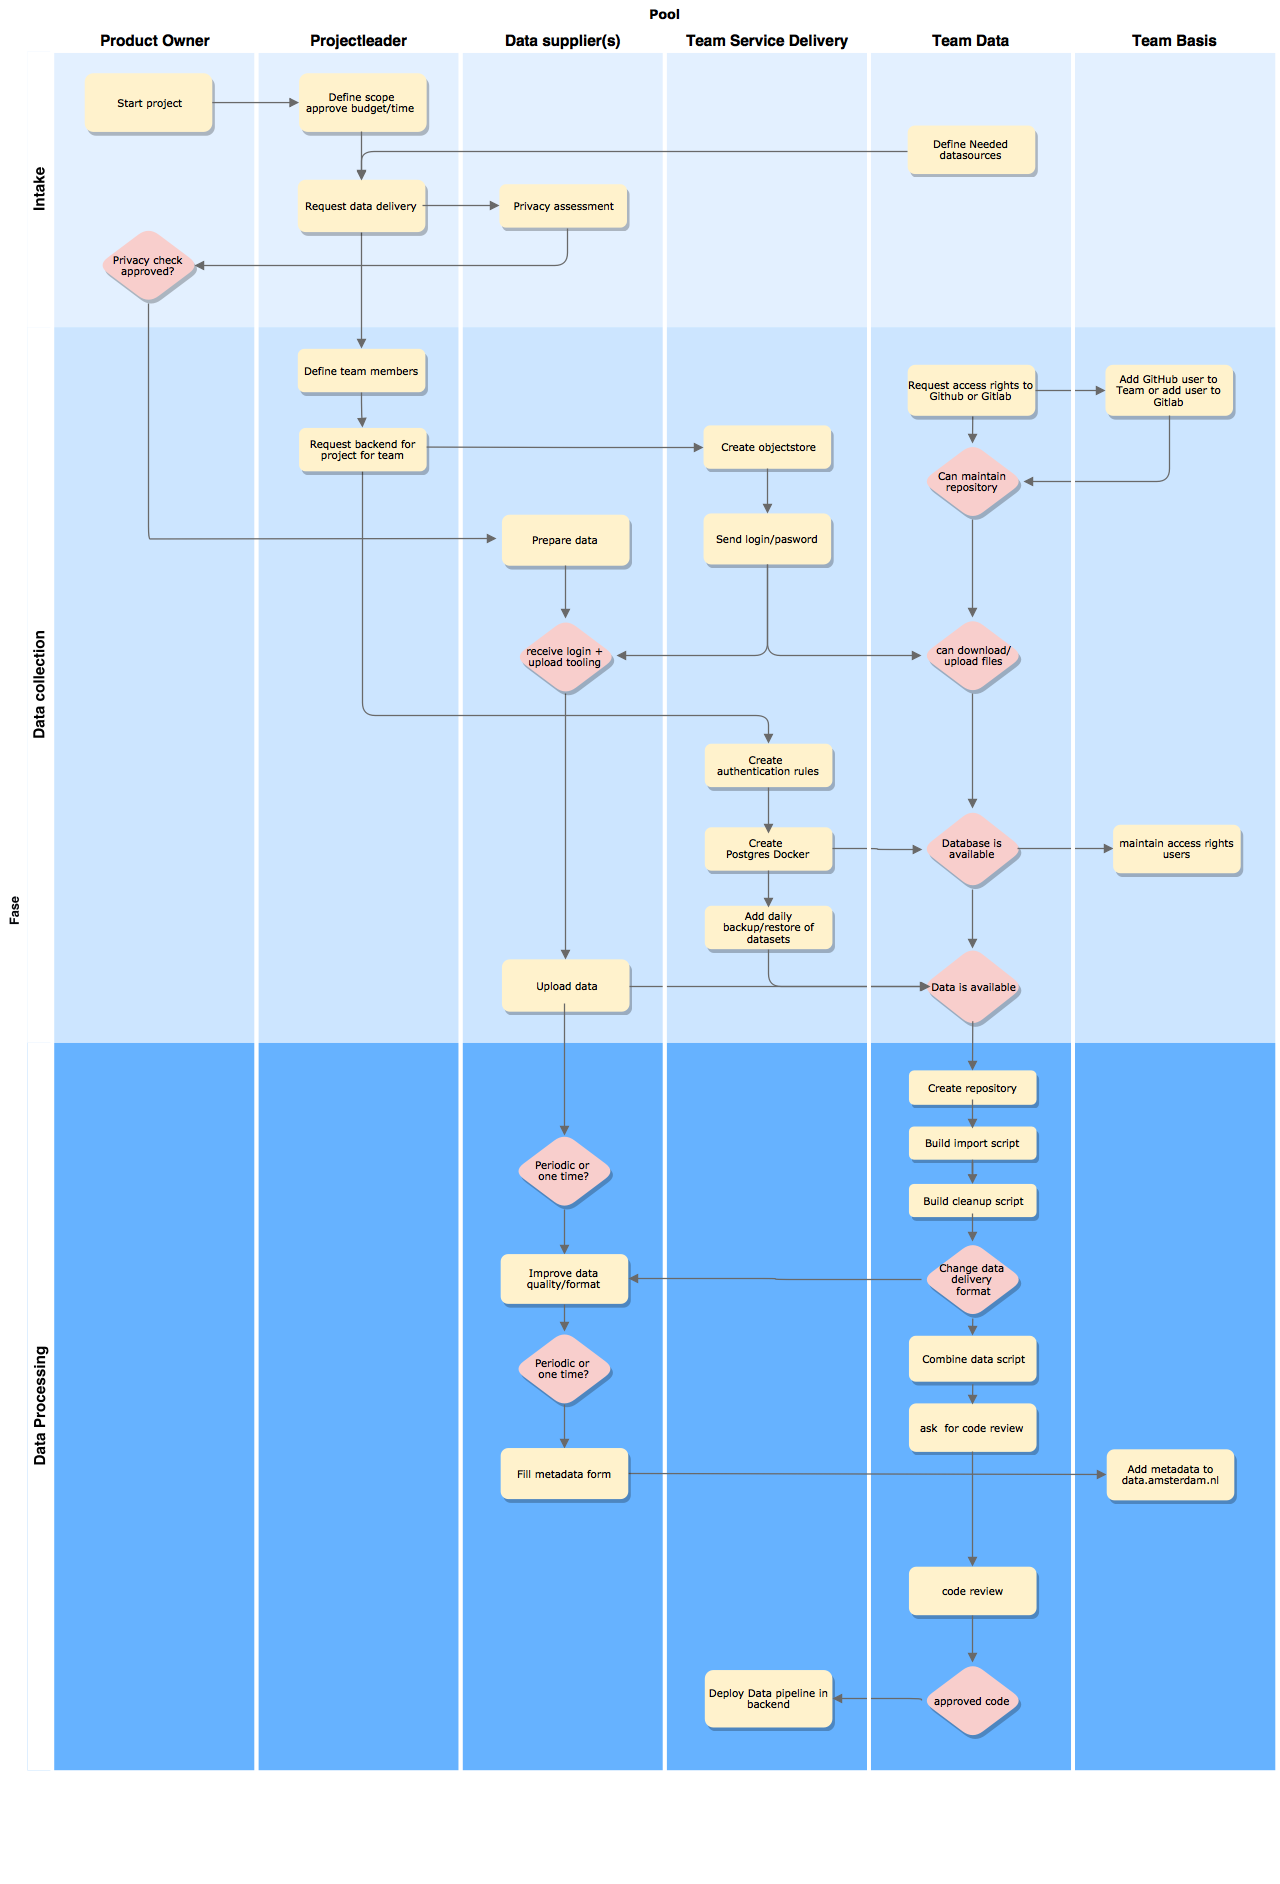 Pool
Product Owner
Projectleader
Data supplier(s)
Team Service Delivery
Team Data
Team Basis
Fase
Intake
Start project
Define scope
approve budget/time
Define Needed
datasources
Request data delivery
Privacy assessment
Privacy check
approved?
Data collection
Define team members
Request access rights to
Github or Gitlab
Add GitHub user to
Team or add user to
Gitlab
Request backend for
project for team
Create objectstore
Can maintain
repository
Prepare data
Send login/pasword
receive login +
upload tooling
can download/
upload files
Create
authentication rules
Create
Postgres Docker
Database is
available
maintain access rights
users
Add daily
backup/restore of
datasets
Upload data
Data is available
Data Processing
Create repository
Build import script
Periodic or
one time?
Build cleanup script
Improve data
quality/format
Change data
delivery
format
Periodic or
one time?
Combine data script
ask  for code review
Fill metadata form
Add metadata to
data.amsterdam.nl
code review
Deploy Data pipeline in
backend
approved code